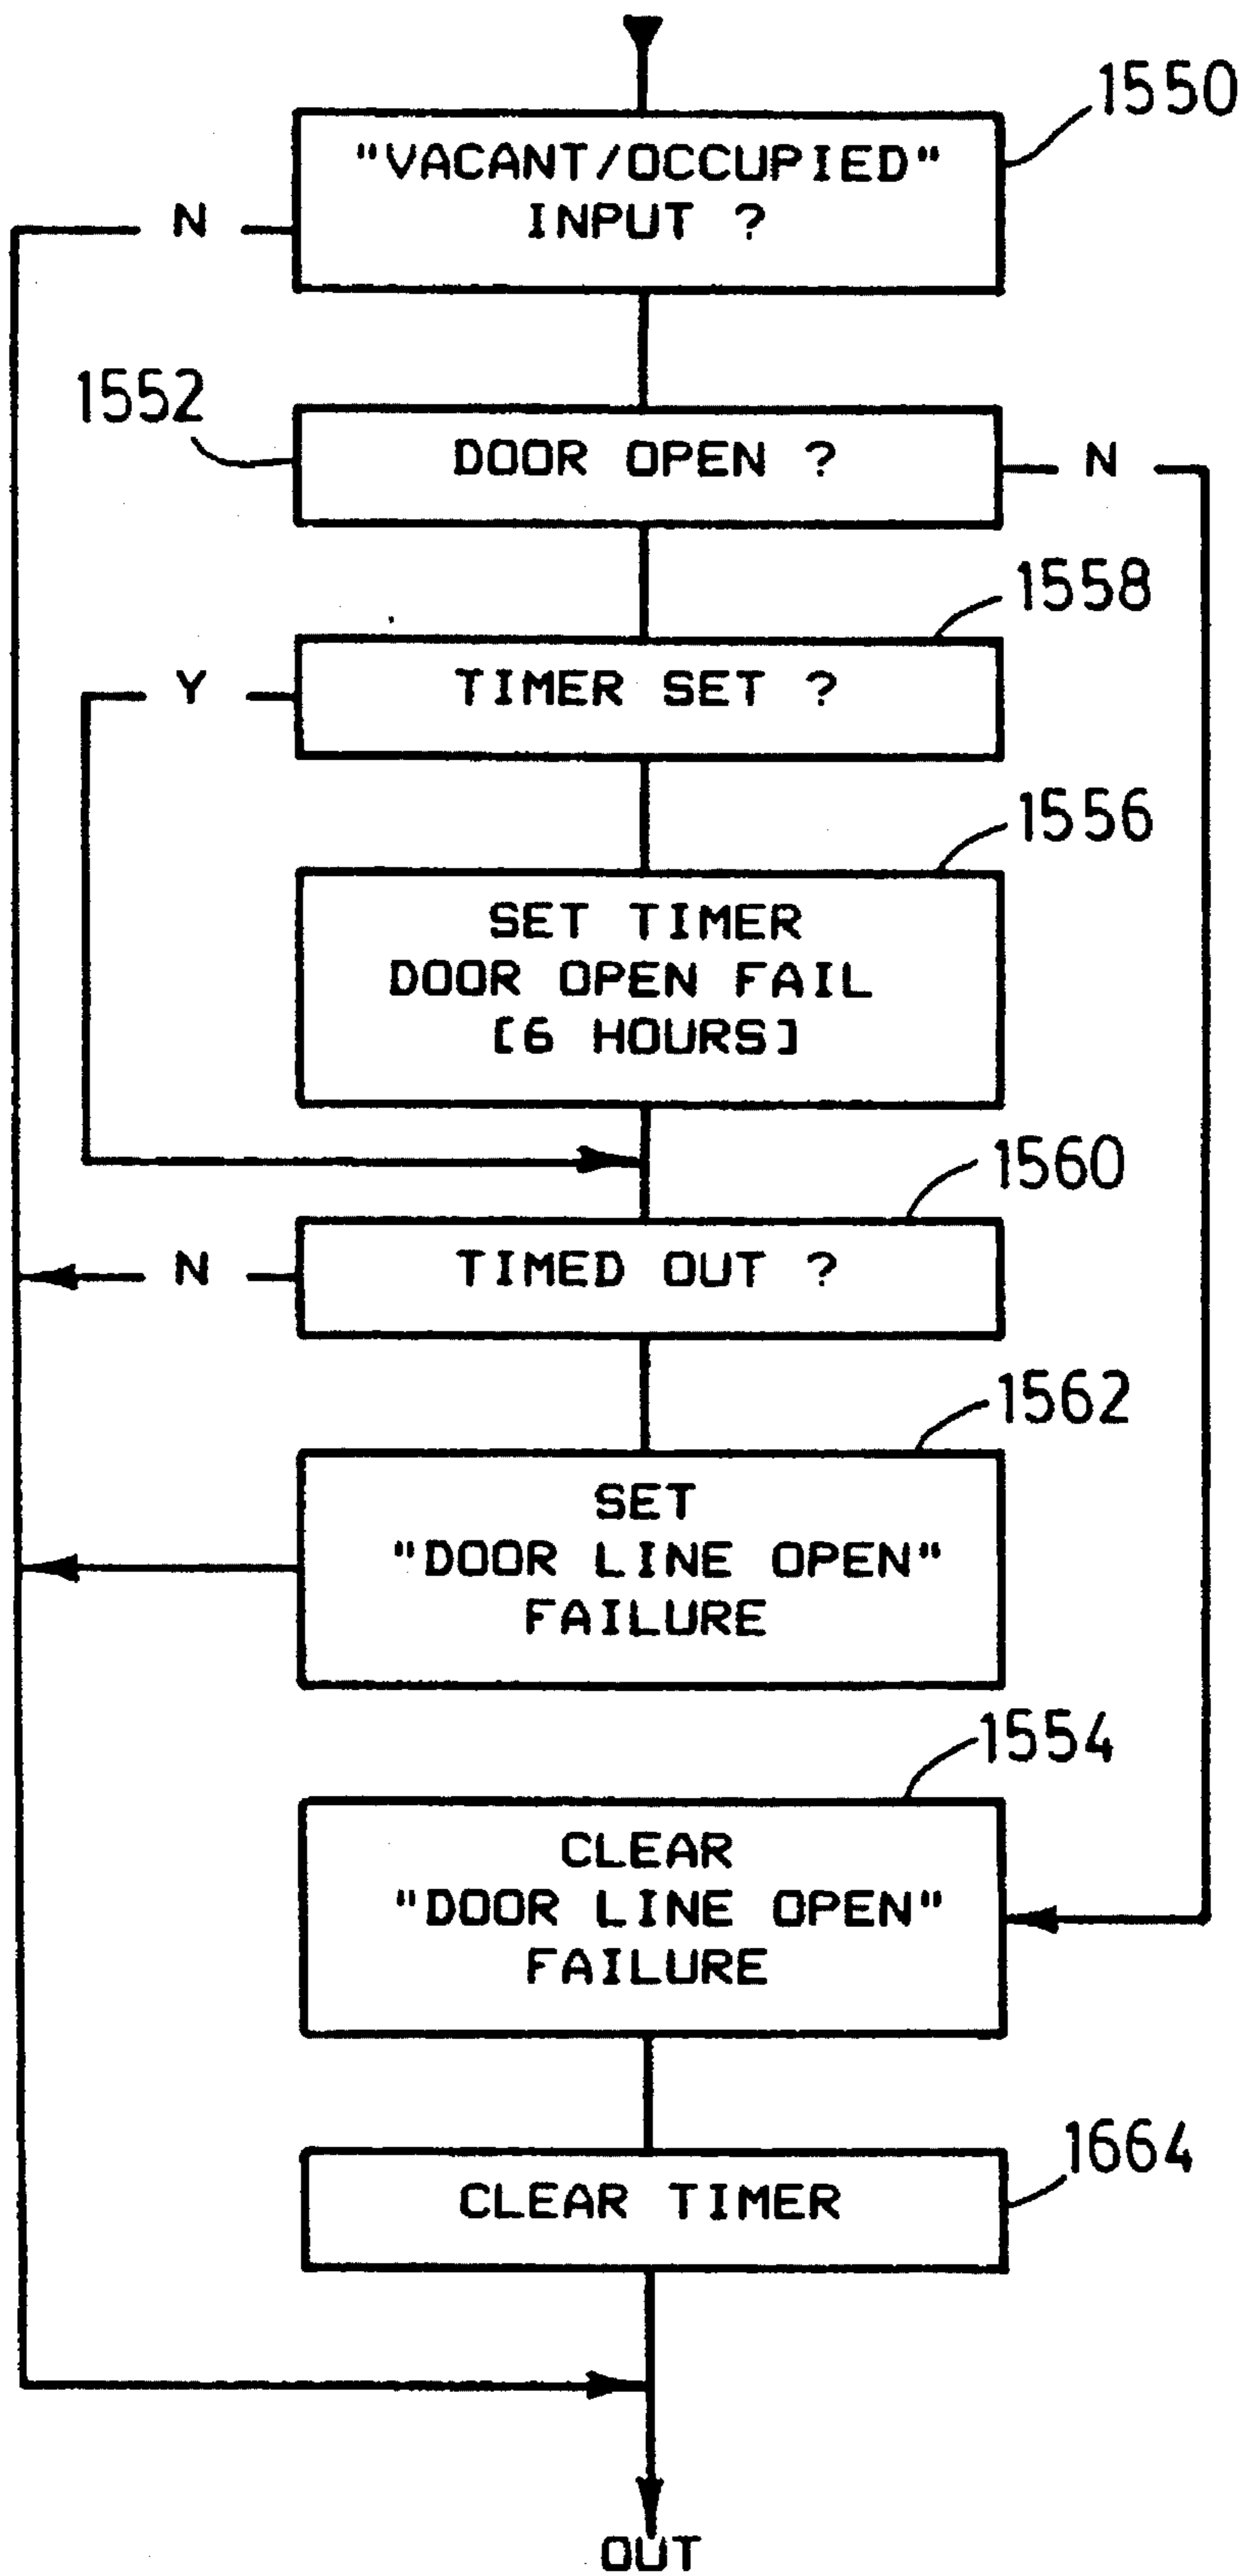 1550
"VACANT/OCCUPIED"
INPUT ?
N
1552
DOOR OPEN ?
N
1558
TIMER SET ?
Y
1556
SET TIMER
DOOR OPEN FAIL
[6 HOURS]
1560
TIMED OUT ?
N
1562
SET
"DOOR LINE OPEN"
FAILURE
1554
CLEAR
"DOOR LINE OPEN"
FAILURE
1664
CLEAR TIMER
OUT